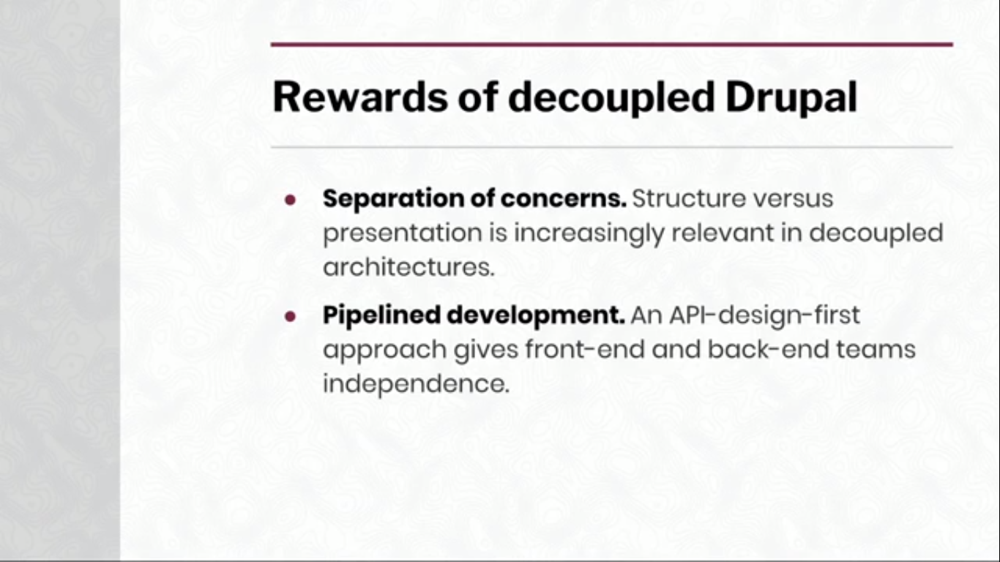 Rewards of decoupled Drupal
Separation of concerns. Structure versus
presentation is increasingly relevant in decoupled
architectures.
Pipelined development. An API-design-first
approach gives front-end and back-end teams
independence.